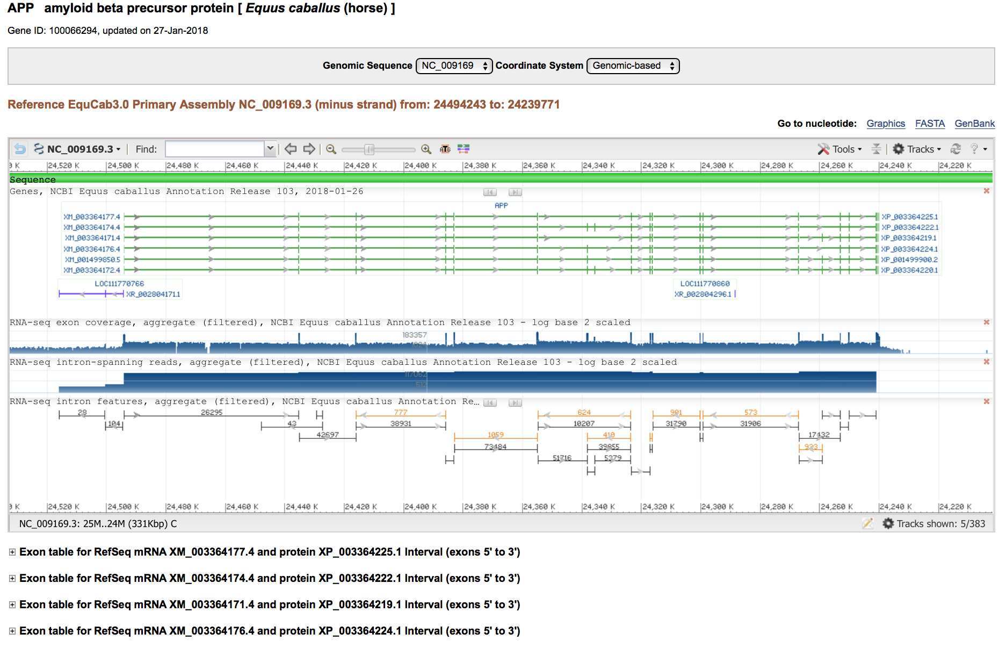 APP amyloid beta precursor protein [ Equus caballus (horse) ]
Gene ID: 100066294, updated on 27-Jan-2018
Genomic Sequence NC_009169 Coordinate System Genomic-based
Reference EquCab3.0 Primary Assembly NC_009169.3 (minus strand) from: 24494243 to: 24239771
Go to nucleotide: Graphics FASTA GenBank
NC_009169.3 Find: ATG Tools Tracks ?
0 K 24,520 K 24,500 K 24,480 K 24,460 K 24,440 K 24,420 K 24,400 K 24,380 K 24,360 K 24,340 K 24,320 K 24,300 K 24,280 K 24,260 K 24,240 K 24,220 K
Sequence
Genes, NCBI Equus caballus Annotation Release 103, 2018-01-26
APP
XM_003364177.4 XP_003364225.1
XM_003364174.4 XP_003364222.1
XM_003364171.4 XP_003364219.1
XM_003364176.4 XP_003364224.1
XM_001499850.5 XP_001499900.2
XM_003364172.4 XP_003364220.1
LOC111770766 LOC111770860
XR_002804171.1 XR_002804296.1
RNA-seq exon coverage, aggregate (filtered), NCBI Equus caballus Annotation Release 103 - log base 2 scaled
183357
1024
RNA-seq intron-spanning reads, aggregate (filtered), NCBI Equus caballus Annotation Release 103 - log base 2 scaled
117062
512
RNA-seq intron features, aggregate (filtered), NCBI Equus caballus Annotation Re…
28 26295 777 624 901 573
104 43 38931 10207 31790 31906
42697 1059 410 17432
73484 39855 933
51716 5379
0 K 24,520 K 24,500 K 24,480 K 24,460 K 24,440 K 24,420 K 24,400 K 24,380 K 24,360 K 24,340 K 24,320 K 24,300 K 24,280 K 24,260 K 24,240 K 24,220 K
NC_009169.3: 25M..24M (331Kbp) C Tracks shown: 5/383
Exon table for RefSeq mRNA XM_003364177.4 and protein XP_003364225.1 Interval (exons 5' to 3')
Exon table for RefSeq mRNA XM_003364174.4 and protein XP_003364222.1 Interval (exons 5' to 3')
Exon table for RefSeq mRNA XM_003364171.4 and protein XP_003364219.1 Interval (exons 5' to 3')
Exon table for RefSeq mRNA XM_003364176.4 and protein XP_003364224.1 Interval (exons 5' to 3')